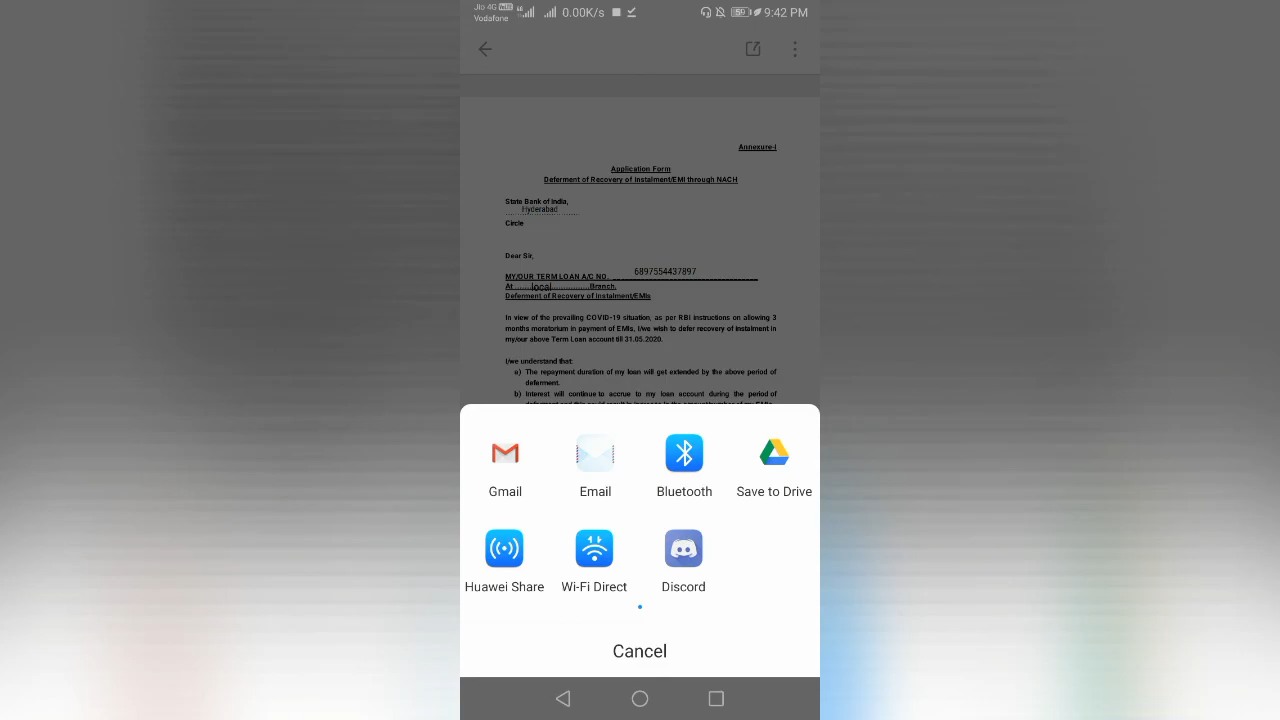 Jio 4G VoLTE 0.00K/s 59 9:42 PM
Vodafone
Annexure-I
Application Form
Deferment of Recovery of Instalment/EMI through NACH
State Bank of India,
Hyderabad
Circle
Dear Sir,
MY/OUR TERM LOAN A/C NO. 6897554437897
At ......local..................Branch.
Deferment of Recovery of Instalment/EMIs
In view of the prevailing COVID-19 situation, as per RBI instructions on allowing 3
months moratorium in payment of EMIs, I/we wish to defer recovery of instalment in
my/our above Term Loan account till 31.05.2020.
I/we understand that:
a) The repayment duration of my loan will get extended by the above period of
deferment.
b) Interest will continue to accrue to my loan account during the period of
Gmail Email Bluetooth Save to Drive
Huawei Share Wi-Fi Direct Discord
Cancel